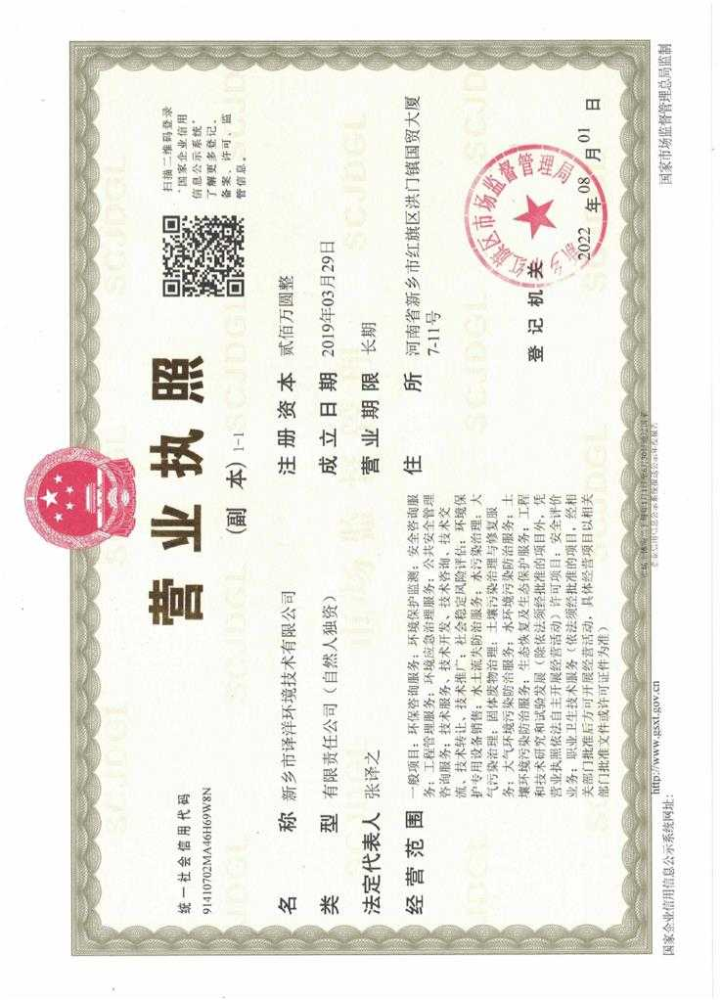 统一社会信用代码
91410702MA46H69W8N
营业执照
(副 本) 1-1
扫描二维码登录
"国家企业信用
信息公示系统"
了解更多登记、
备案、许可、监
管信息。
名 称 新乡市译洋环境技术有限公司
类 型 有限责任公司(自然人独资)
法定代表人 张译之
经营范围 一般项目:环保咨询服务;环境保护监测;安全咨询服
务;工程管理服务;环境应急治理服务;公共安全管理
咨询服务;技术服务、技术开发、技术咨询、技术交
流、技术转让、技术推广;社会稳定风险评估;环境保
护专用设备销售;水土流失防治服务;水污染治理;大
气污染治理;固体废物治理;土壤污染治理与修复服
务;大气环境污染防治服务;水环境污染防治服务;土
壤环境污染防治服务;生态恢复及生态保护服务;工程
和技术研究和试验发展(除依法须经批准的项目外,凭
营业执照依法自主开展经营活动)许可项目:安全评价
业务;职业卫生技术服务(依法须经批准的项目,经相
关部门批准后方可开展经营活动,具体经营项目以相关
部门批准文件或许可证件为准)
注册资本 贰佰万圆整
成立日期 2019年03月29日
营业期限 长期
住 所 河南省新乡市红旗区洪门镇国贸大厦
7-11号
登记机关
新乡市红旗区市场监督管理局
2022 年 08 月 01 日
国家企业信用信息公示系统网址:
http://www.gsxt.gov.cn
国家市场监督管理总局监制
SCJDGL